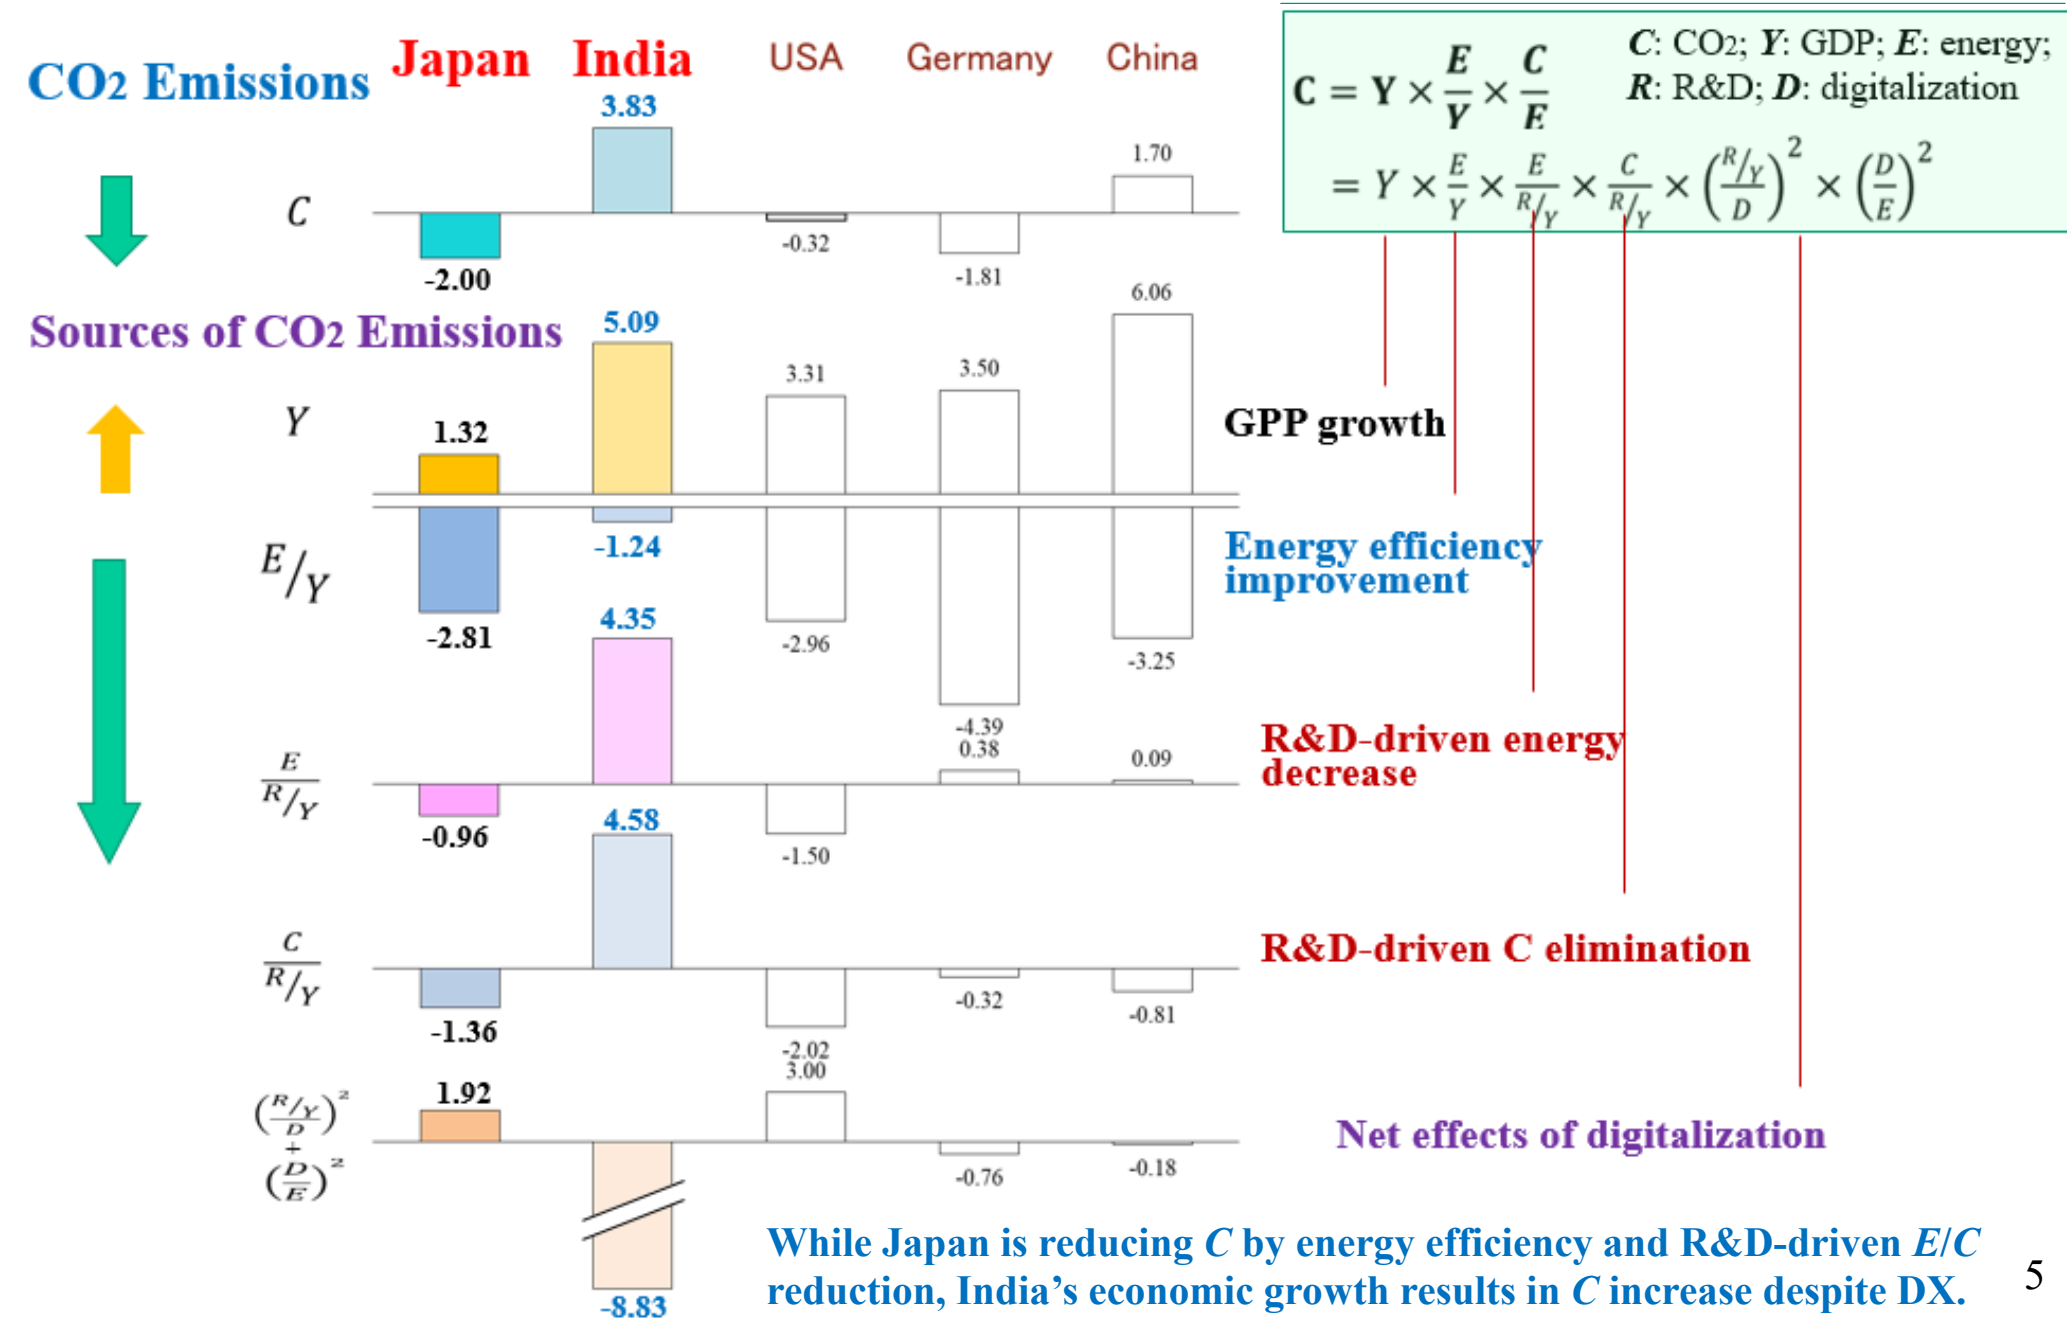 CO2 Emissions
Japan India USA Germany China
3.83
1.70
C
-2.00
-0.32
-1.81
C = Y × E/Y × C/E
C: CO2; Y: GDP; E: energy;
R: R&D; D: digitalization
= Y × E/Y × E/(R/Y) × C/(R/Y) × ((R/Y)/D)² × (D/E)²
Sources of CO2 Emissions
Y
1.32
5.09
3.31
3.50
6.06
GPP growth
E/Y
-2.81
-1.24
-2.96
-4.39
-3.25
Energy efficiency
improvement
E/(R/Y)
-0.96
4.35
-1.50
0.38
0.09
R&D-driven energy
decrease
C/(R/Y)
-1.36
4.58
-2.02
-0.32
-0.81
R&D-driven C elimination
((R/Y)/D)²
+
(D/E)²
1.92
-8.83
3.00
-0.76
-0.18
Net effects of digitalization
While Japan is reducing C by energy efficiency and R&D-driven E/C
reduction, India’s economic growth results in C increase despite DX.
5